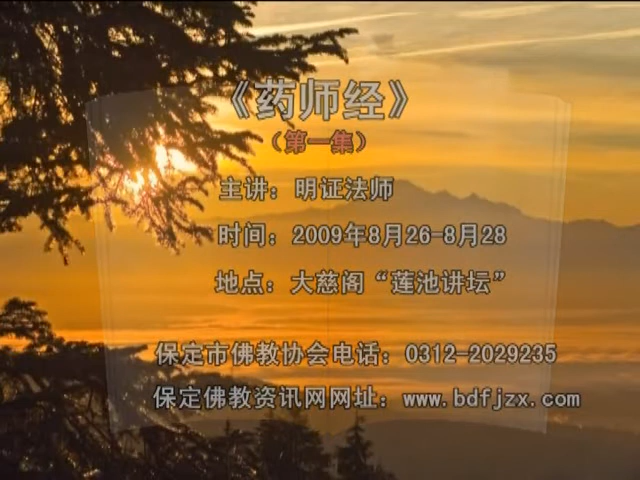 《药师经》
（第一集）
主讲：明证法师
时间：2009年8月26-8月28
地点：大慈阁“莲池讲坛”
保定市佛教协会电话：0312-2029235
保定佛教资讯网网址：www.bdfjzx.com